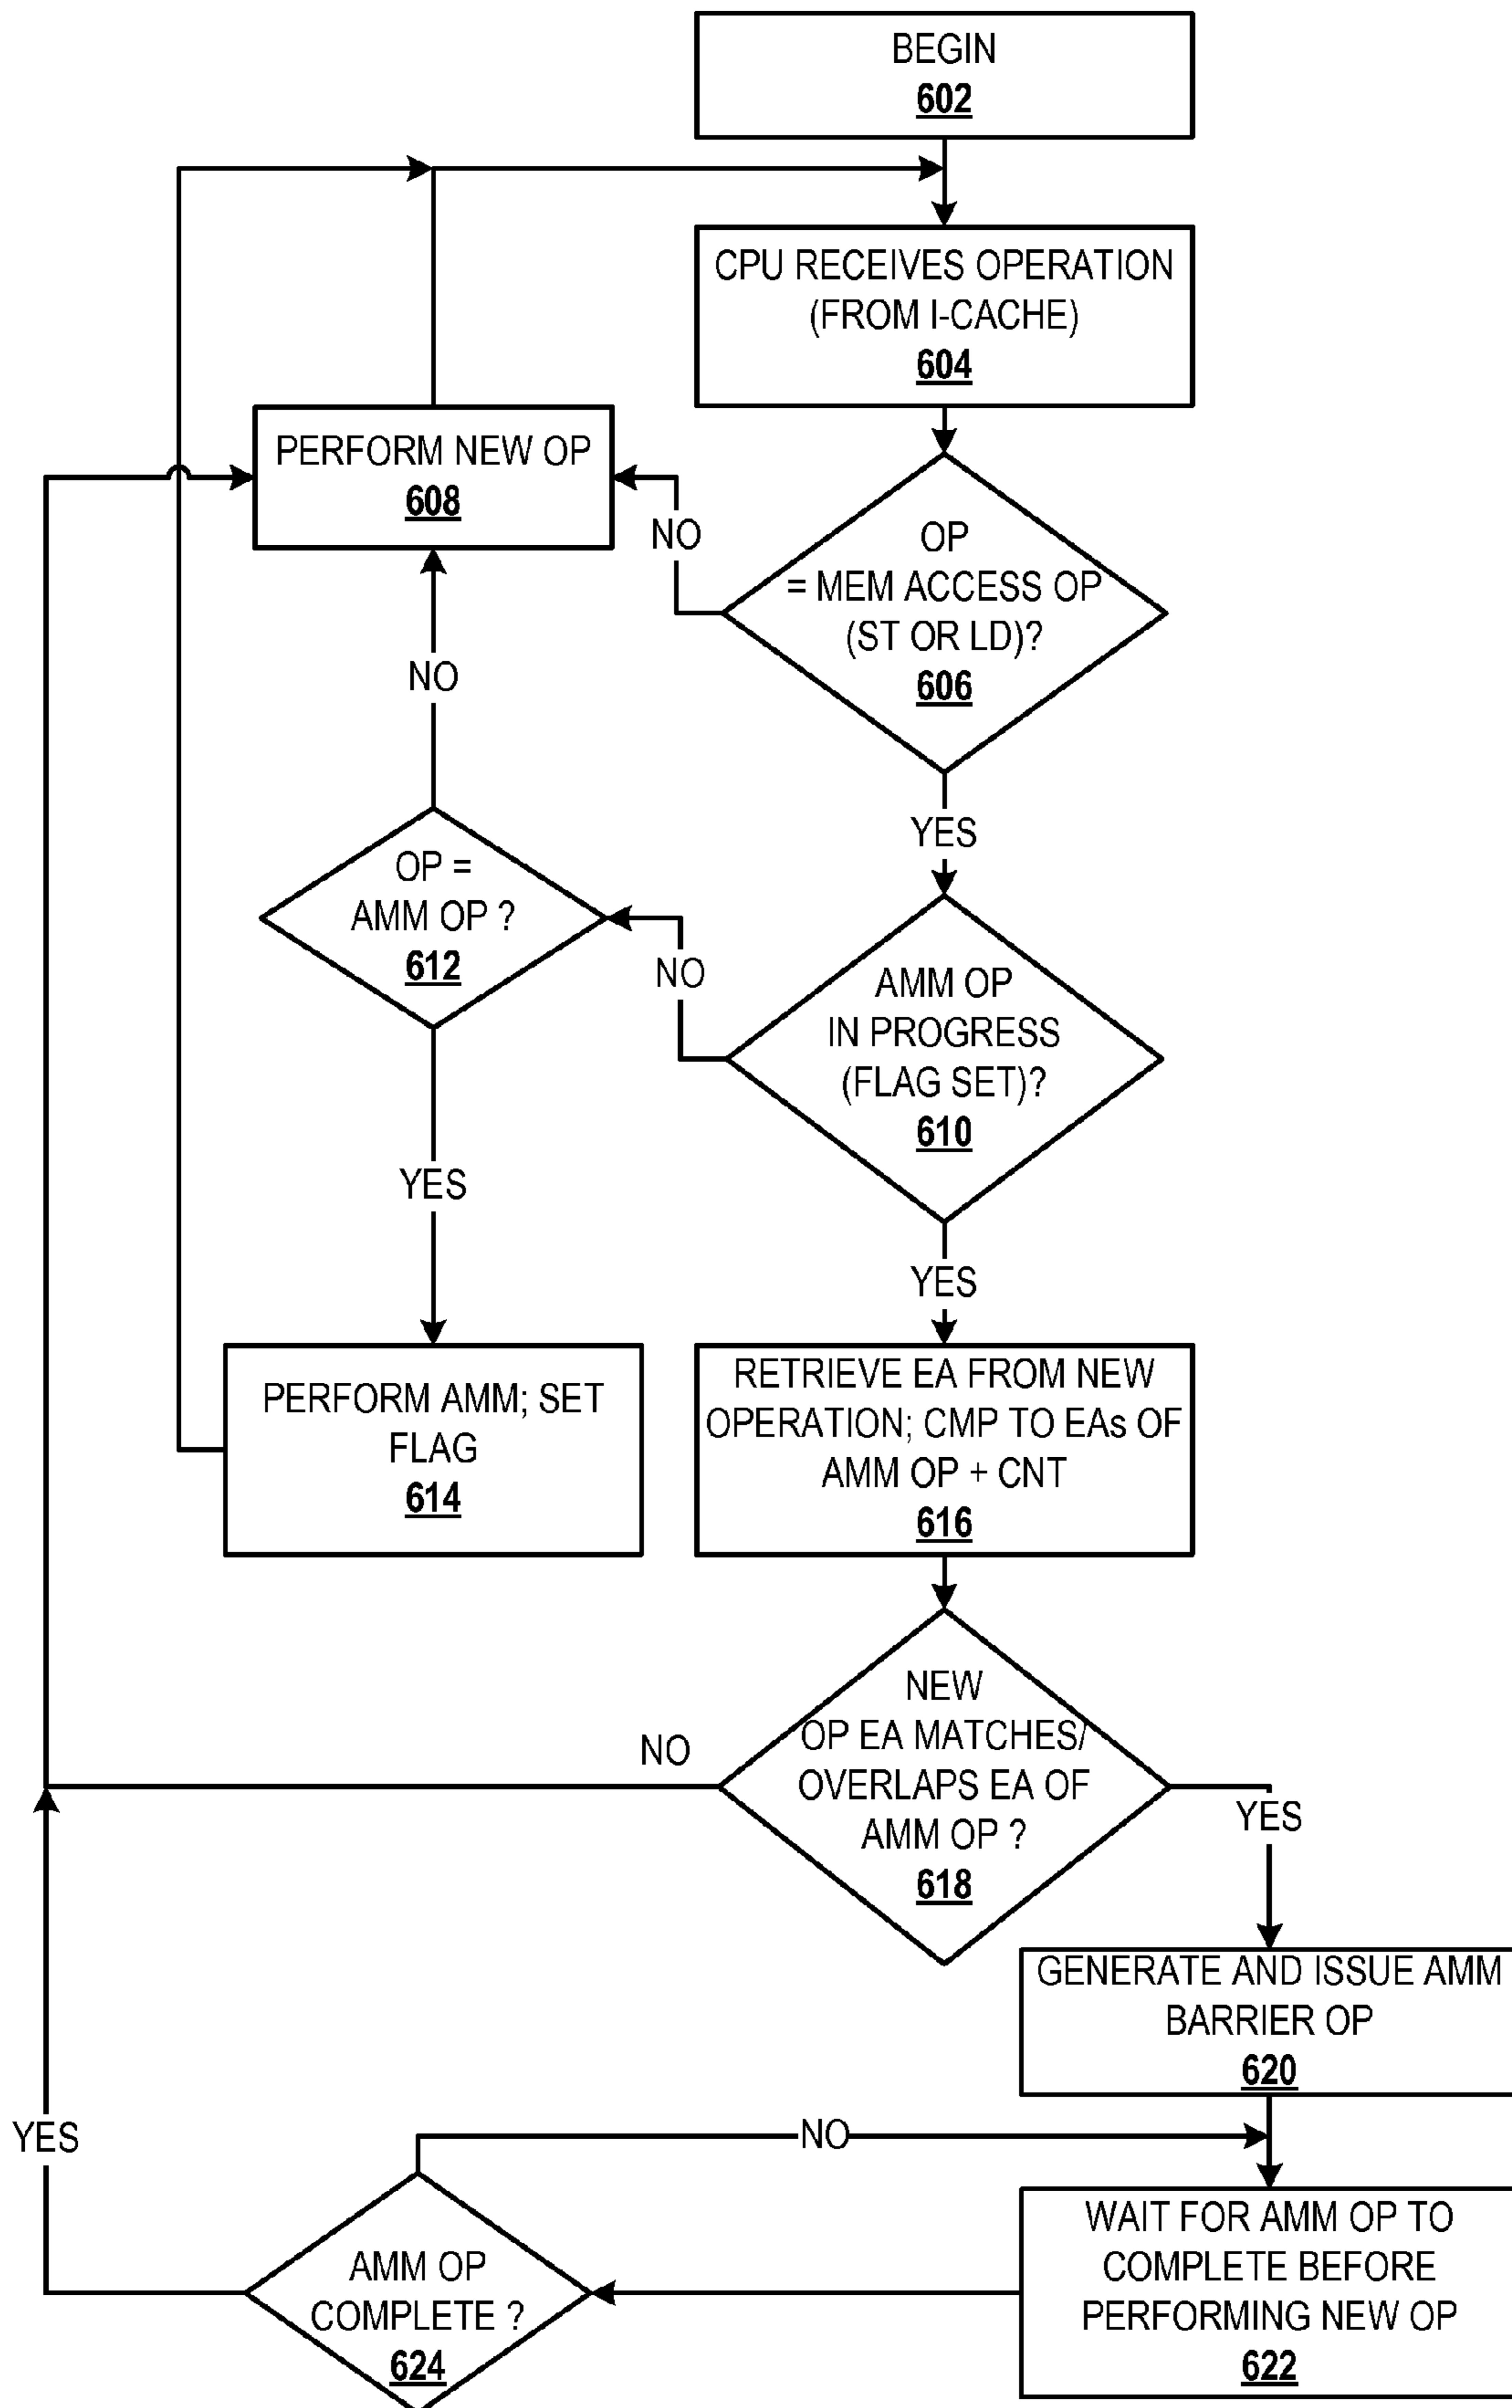 BEGIN
602
CPU RECEIVES OPERATION
(FROM I-CACHE)
604
PERFORM NEW OP
608
NO
OP
= MEM ACCESS OP
(ST OR LD)?
606
NO
YES
OP =
AMM OP ?
612
NO
AMM OP
IN PROGRESS
(FLAG SET)?
610
YES
YES
PERFORM AMM; SET
FLAG
614
RETRIEVE EA FROM NEW
OPERATION; CMP TO EAs OF
AMM OP + CNT
616
NEW
OP EA MATCHES/
OVERLAPS EA OF
AMM OP ?
618
NO
YES
GENERATE AND ISSUE AMM
BARRIER OP
620
YES
NO
WAIT FOR AMM OP TO
COMPLETE BEFORE
PERFORMING NEW OP
622
AMM OP
COMPLETE ?
624